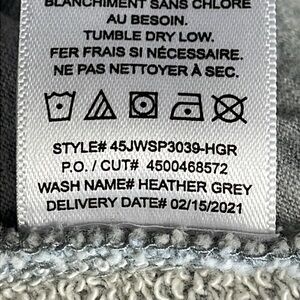 BLANCHIMENT SANS CHLORE
AU BESOIN.
TUMBLE DRY LOW.
FER FRAIS SI NÉCESSAIRE.
NE PAS NETTOYER À SEC.
STYLE# 45JWSP3039-HGR
P.O. / CUT# 4500468572
WASH NAME# HEATHER GREY
DELIVERY DATE# 02/15/2021